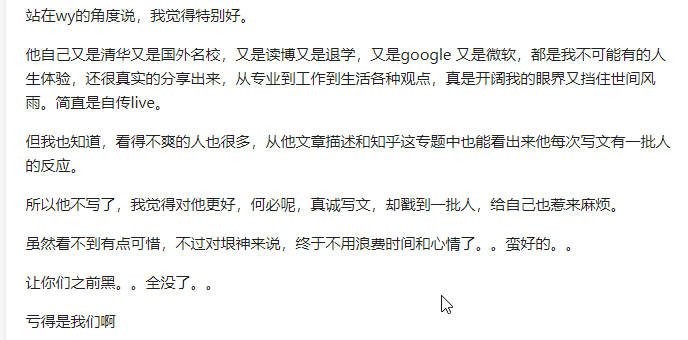 站在wy的角度说，我觉得特别好。
他自己又是清华又是国外名校，又是读博又是退学，又是google 又是微软，都是我不可能有的人
生体验，还很真实的分享出来，从专业到工作到生活各种观点，真是开阔我的眼界又挡住世间风
雨。简直是自传live。
但我也知道，看得不爽的人也很多，从他文章描述和知乎这专题中也能看出来他每次写文有一批人
的反应。
所以他不写了，我觉得对他更好，何必呢，真诚写文，却戳到一批人，给自己也惹来麻烦。
虽然看不到有点可惜，不过对垠神来说，终于不用浪费时间和心情了。。蛮好的。。
让你们之前黑。。全没了。。
亏得是我们啊